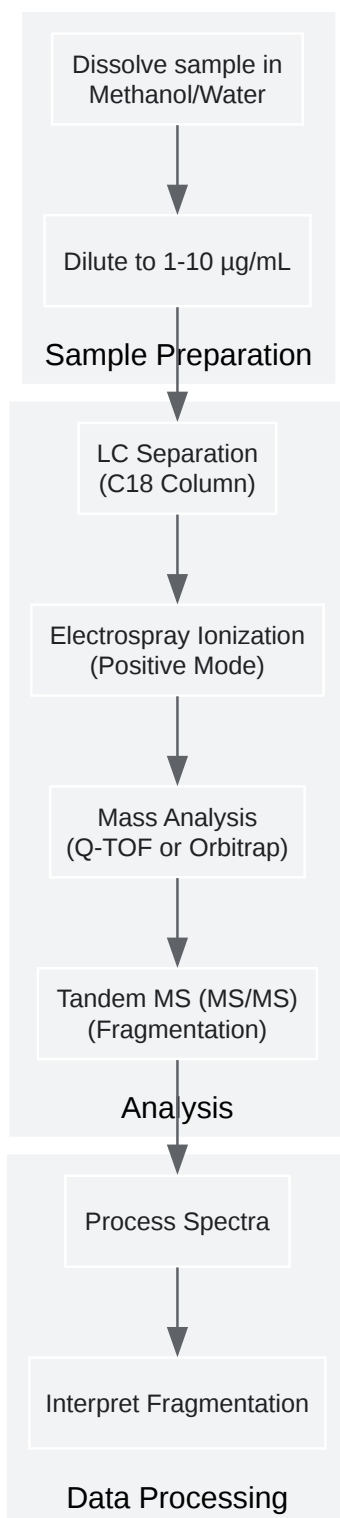 Dissolve sample in
Methanol/Water
Dilute to 1-10 µg/mL
Sample Preparation
LC Separation
(C18 Column)
Electrospray Ionization
(Positive Mode)
Mass Analysis
(Q-TOF or Orbitrap)
Tandem MS (MS/MS)
(Fragmentation)
Analysis
Process Spectra
Interpret Fragmentation
Data Processing